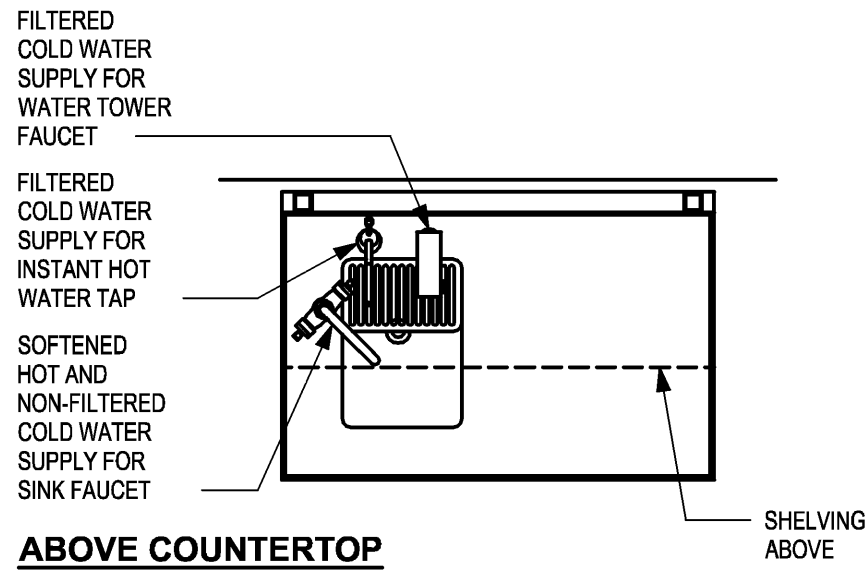 FILTERED
COLD WATER
SUPPLY FOR
WATER TOWER
FAUCET
FILTERED
COLD WATER
SUPPLY FOR
INSTANT HOT
WATER TAP
SOFTENED
HOT AND
NON-FILTERED
COLD WATER
SUPPLY FOR
SINK FAUCET
SHELVING
ABOVE
ABOVE COUNTERTOP